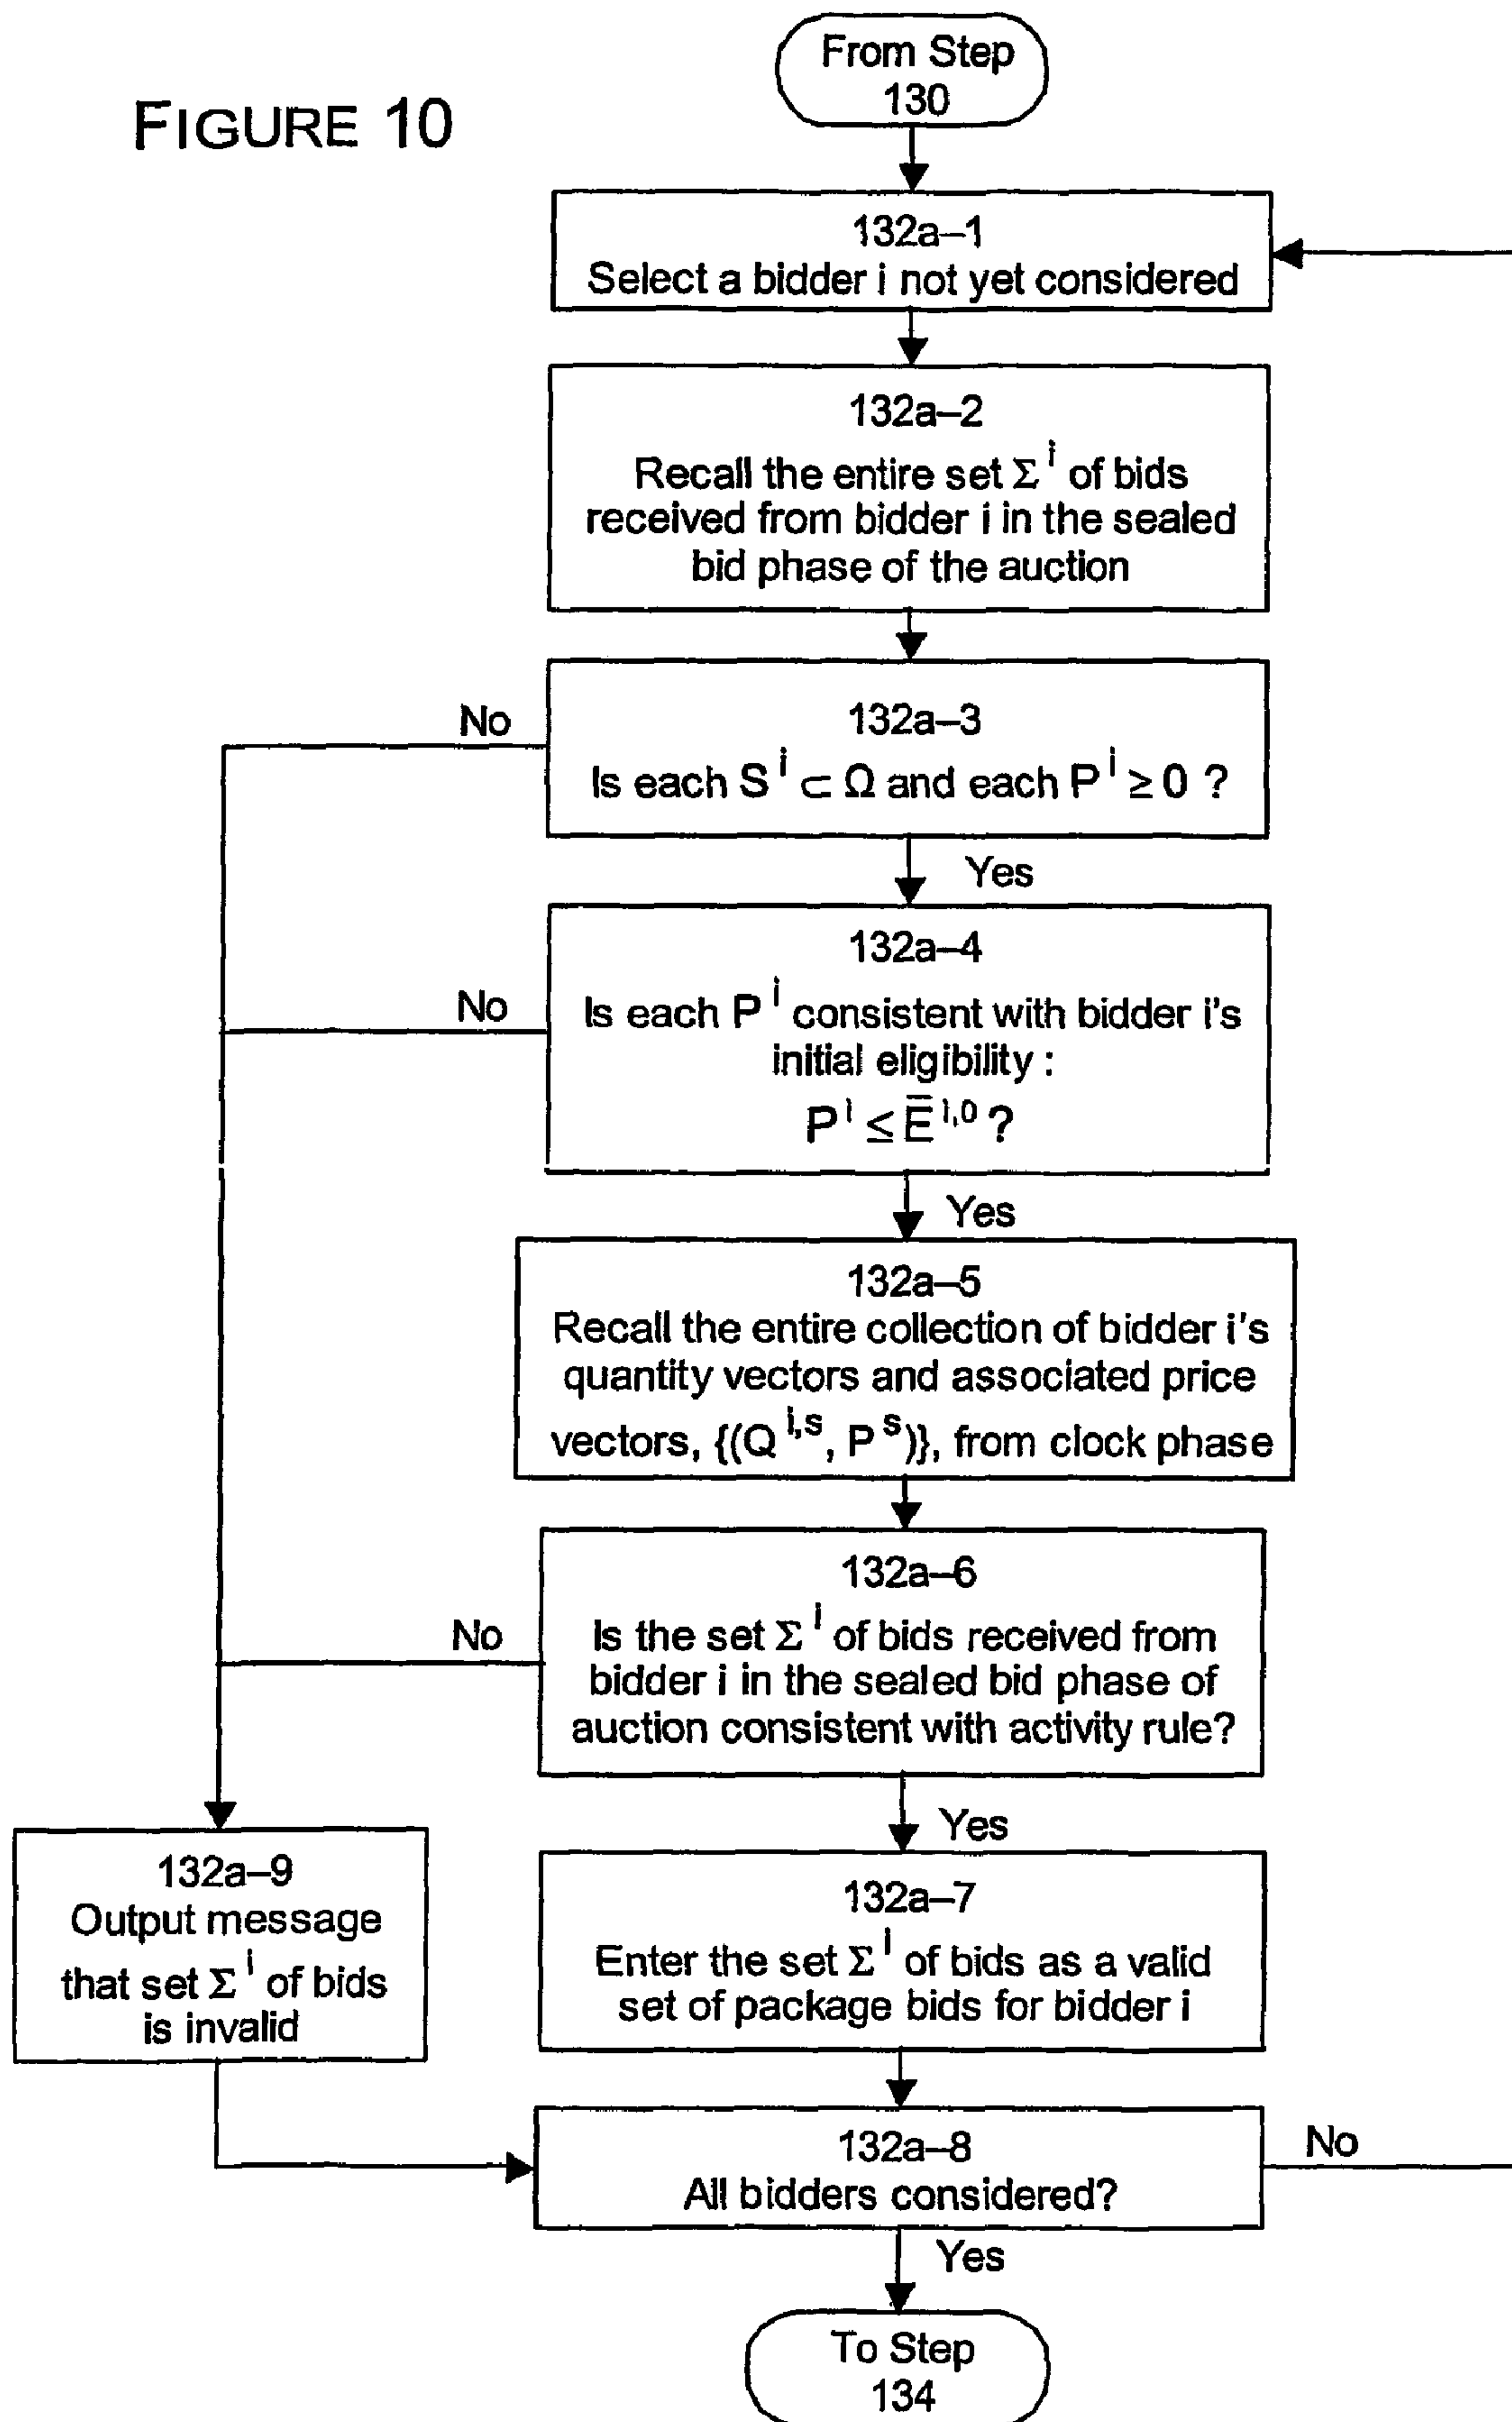 FIGURE 10
From Step
130
132a–1
Select a bidder i not yet considered
132a–2
Recall the entire set Σ^i of bids
received from bidder i in the sealed
bid phase of the auction
132a–3
Is each S^i ⊂ Ω and each P^i ≥ 0 ?
No
Yes
132a–4
Is each P^i consistent with bidder i's
initial eligibility :
P^i ≤ Ē^i,0 ?
No
Yes
132a–5
Recall the entire collection of bidder i's
quantity vectors and associated price
vectors, {(Q^i,s, P^s)}, from clock phase
132a–6
Is the set Σ^i of bids received from
bidder i in the sealed bid phase of
auction consistent with activity rule?
No
Yes
132a–7
Enter the set Σ^i of bids as a valid
set of package bids for bidder i
132a–9
Output message
that set Σ^i of bids
is invalid
132a–8
All bidders considered?
No
Yes
To Step
134